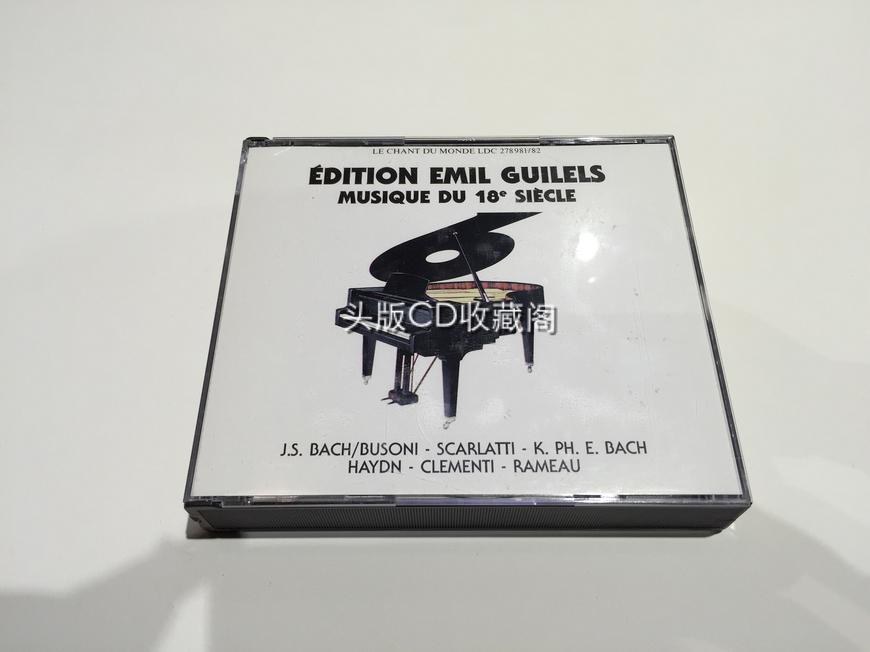 LE CHANT DU MONDE LDC 278981/82
ÉDITION EMIL GUILELS
MUSIQUE DU 18e SIÈCLE
头版CD收藏阁
J.S. BACH/BUSONI - SCARLATTI - K. PH. E. BACH
HAYDN - CLEMENTI - RAMEAU